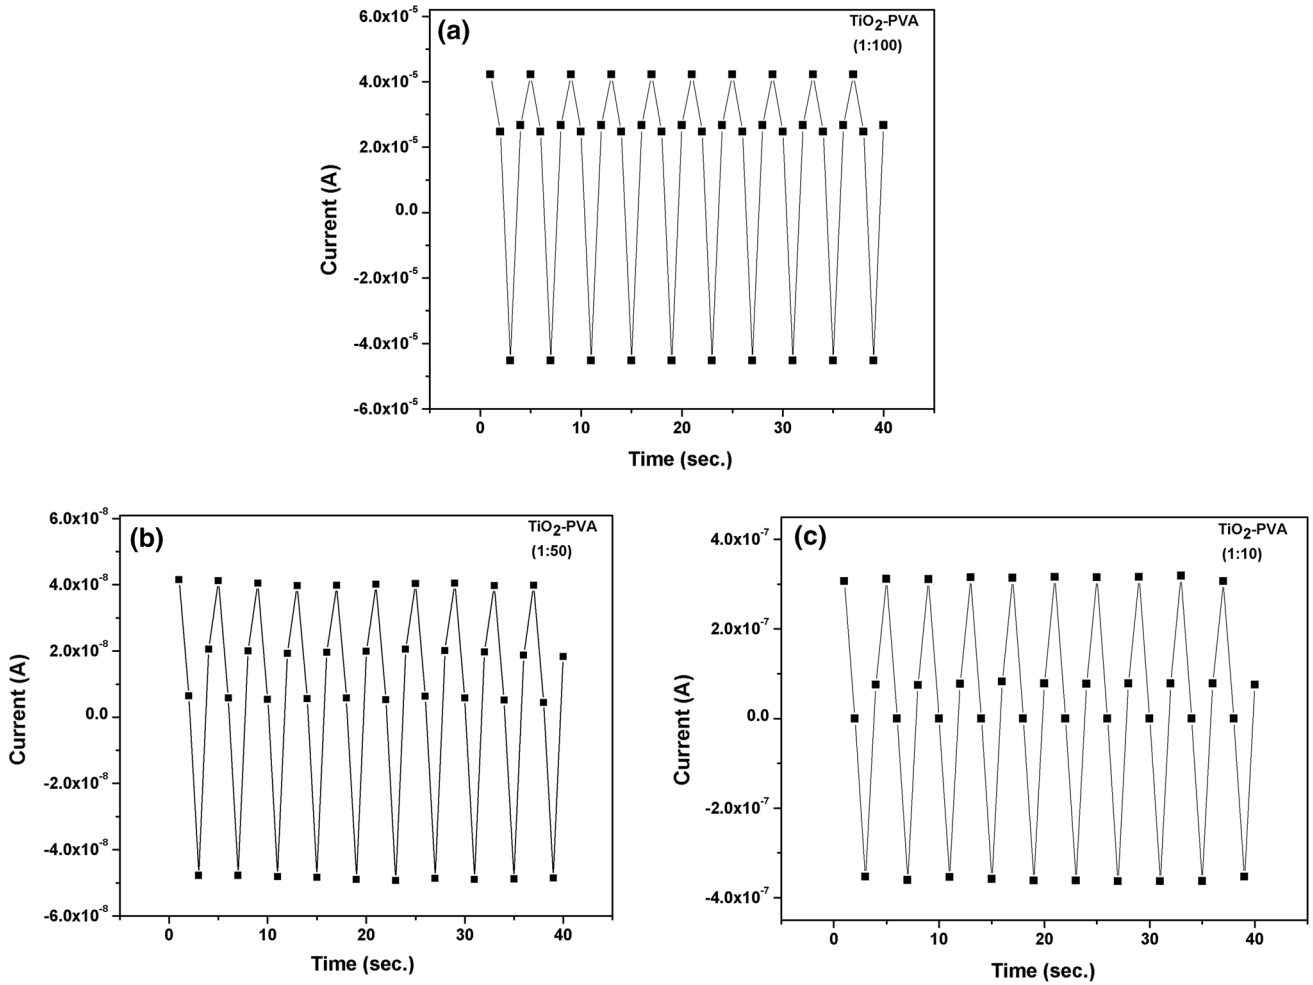 (a)
TiO2-PVA
(1:100)
6.0x10-5
4.0x10-5
2.0x10-5
0.0
-2.0x10-5
-4.0x10-5
-6.0x10-5
Current (A)
0 10 20 30 40
Time (sec.)
(b)
TiO2-PVA
(1:50)
6.0x10-8
4.0x10-8
2.0x10-8
0.0
-2.0x10-8
-4.0x10-8
-6.0x10-8
Current (A)
0 10 20 30 40
Time (sec.)
(c)
TiO2-PVA
(1:10)
4.0x10-7
2.0x10-7
0.0
-2.0x10-7
-4.0x10-7
Current (A)
0 10 20 30 40
Time (sec.)